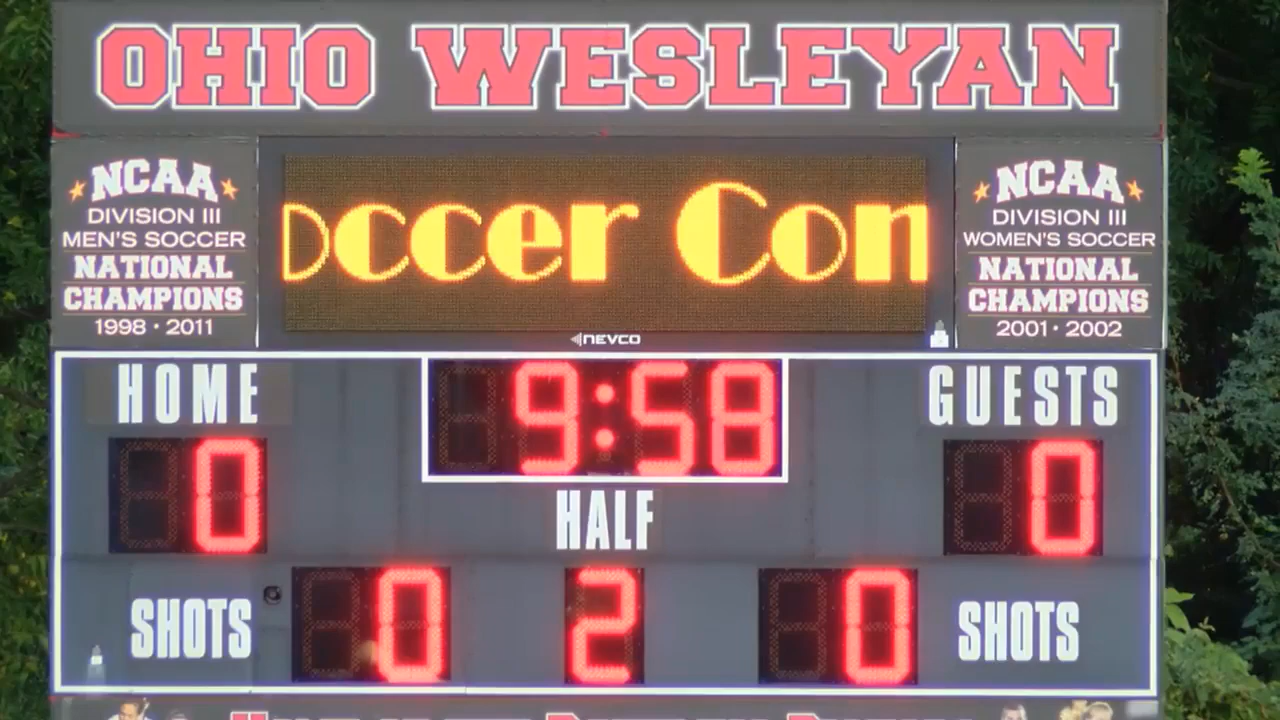 OHIO WESLEYAN
NCAA
DIVISION III
MEN'S SOCCER
NATIONAL
CHAMPIONS
1998 · 2011
occer Con
NCAA
DIVISION III
WOMEN'S SOCCER
NATIONAL
CHAMPIONS
2001 · 2002
NEVCO
HOME
9:58
GUESTS
0
0
HALF
SHOTS
0
2
0
SHOTS